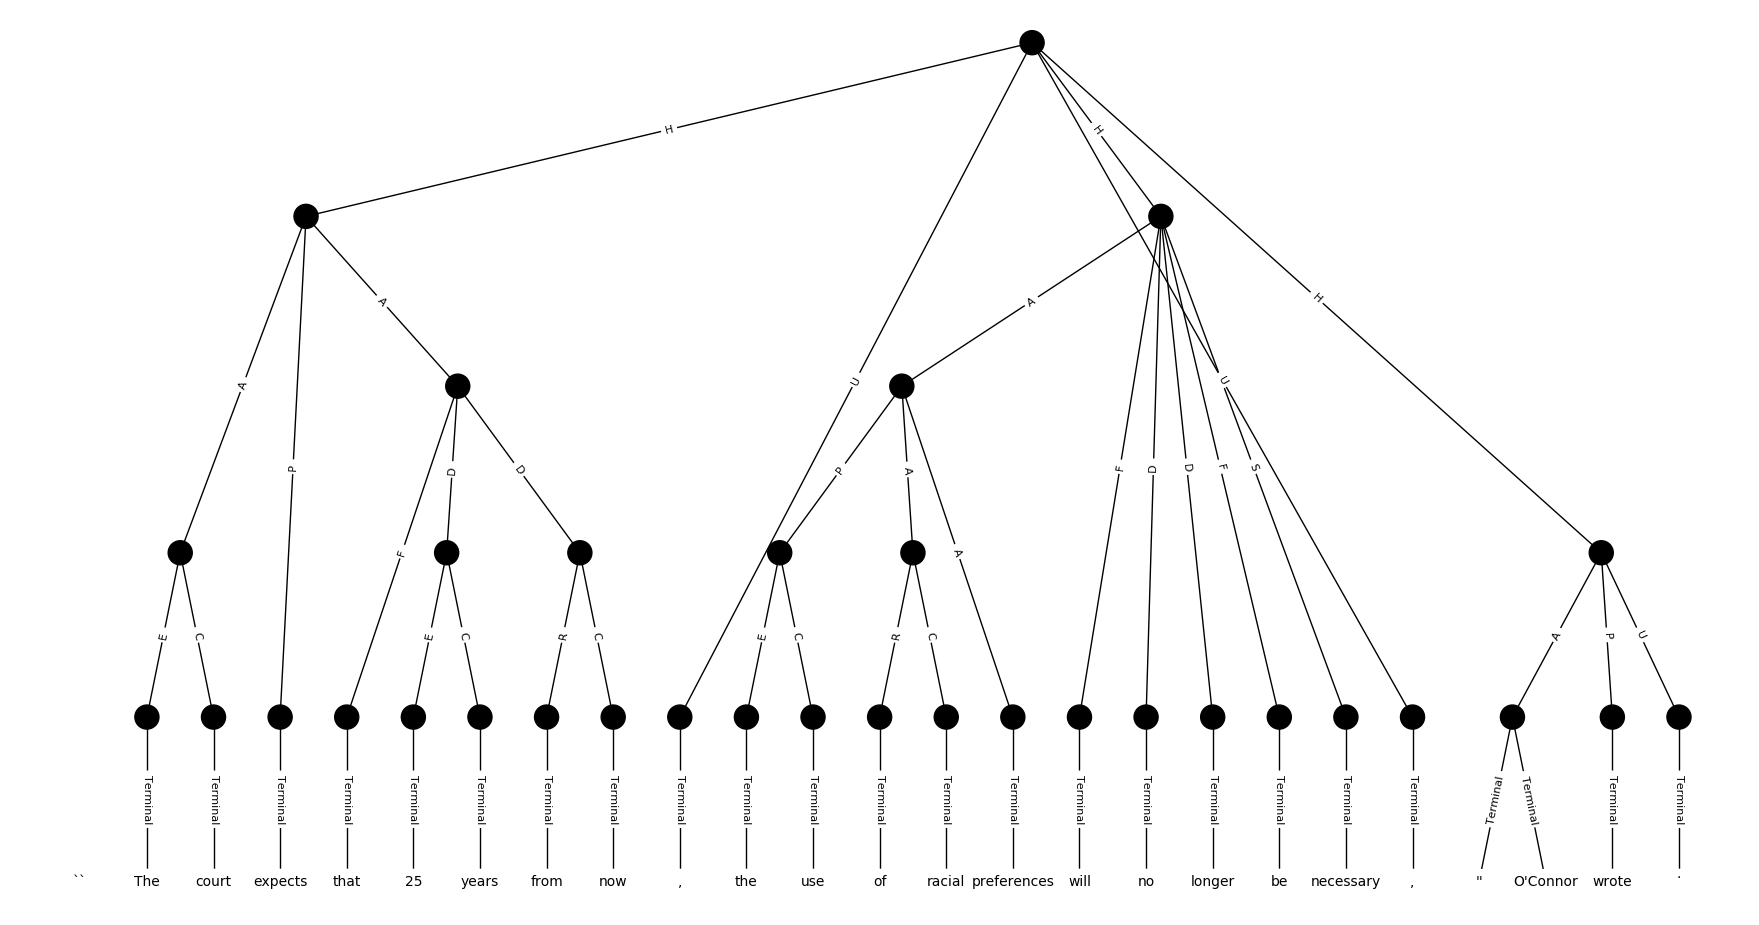 H
H
A
A
A
H
A
U
U
P
D
D
P
A
F
D
D
F
S
F
A
E
C
E
C
R
C
E
C
R
C
A
P
U
Terminal Terminal Terminal Terminal Terminal Terminal Terminal Terminal Terminal Terminal Terminal Terminal Terminal Terminal Terminal Terminal Terminal Terminal Terminal Terminal Terminal Terminal Terminal Terminal
`` The court expects that 25 years from now , the use of racial preferences will no longer be necessary , " O'Connor wrote .